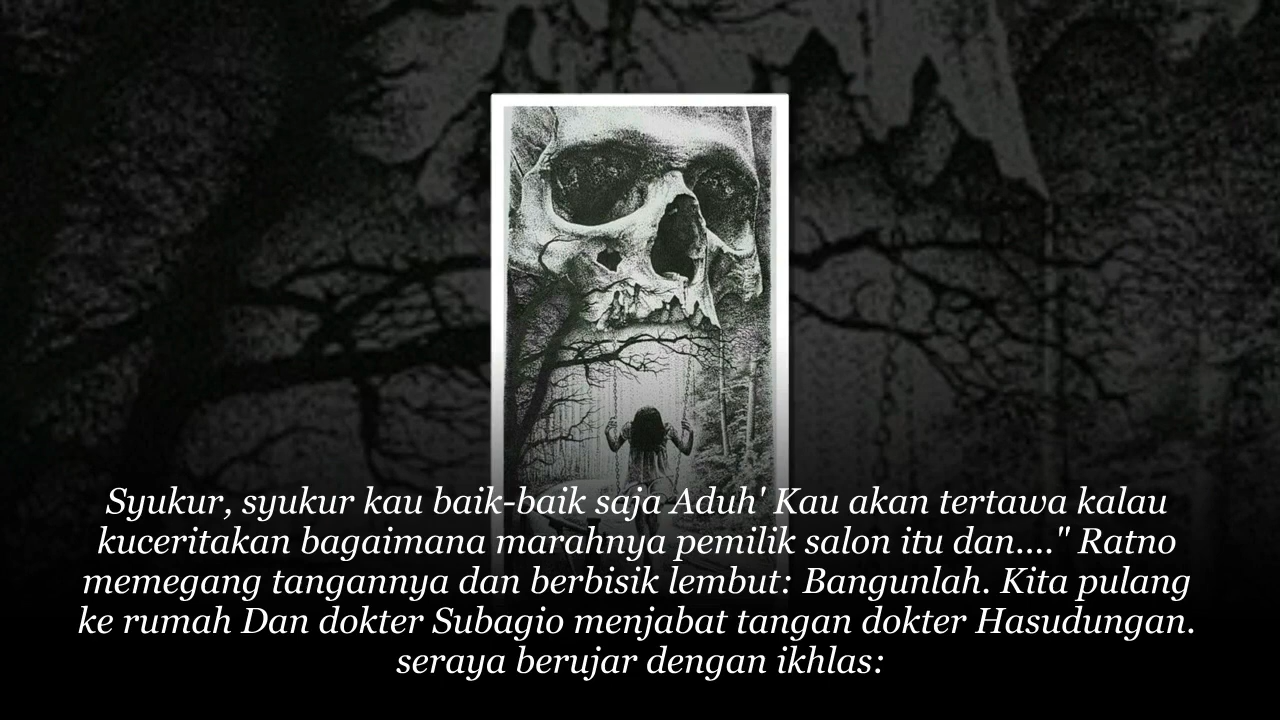 Syukur, syukur kau baik-baik saja Aduh' Kau akan tertawa kalau
kuceritakan bagaimana marahnya pemilik salon itu dan...." Ratno
memegang tangannya dan berbisik lembut: Bangunlah. Kita pulang
ke rumah Dan dokter Subagio menjabat tangan dokter Hasudungan.
seraya berujar dengan ikhlas: